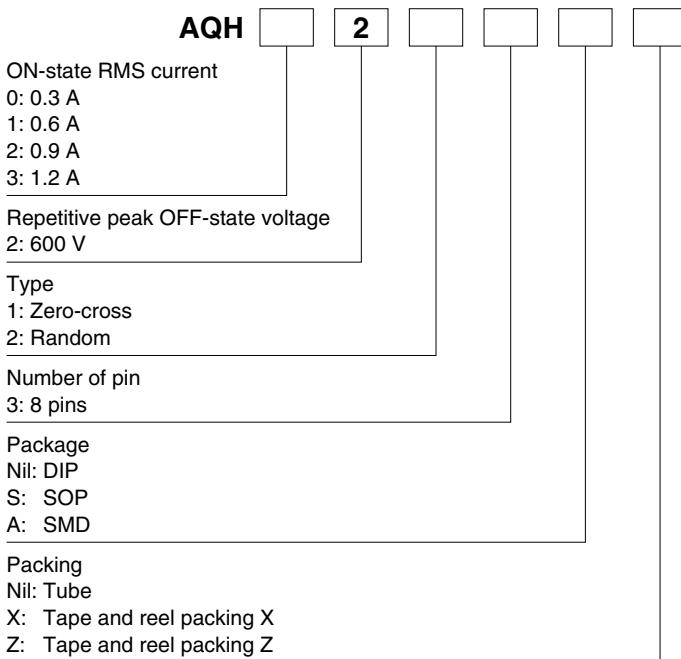 AQH 2
ON-state RMS current
0: 0.3 A
1: 0.6 A
2: 0.9 A
3: 1.2 A
Repetitive peak OFF-state voltage
2: 600 V
Type
1: Zero-cross
2: Random
Number of pin
3: 8 pins
Package
Nil: DIP
S: SOP
A: SMD
Packing
Nil: Tube
X: Tape and reel packing X
Z: Tape and reel packing Z